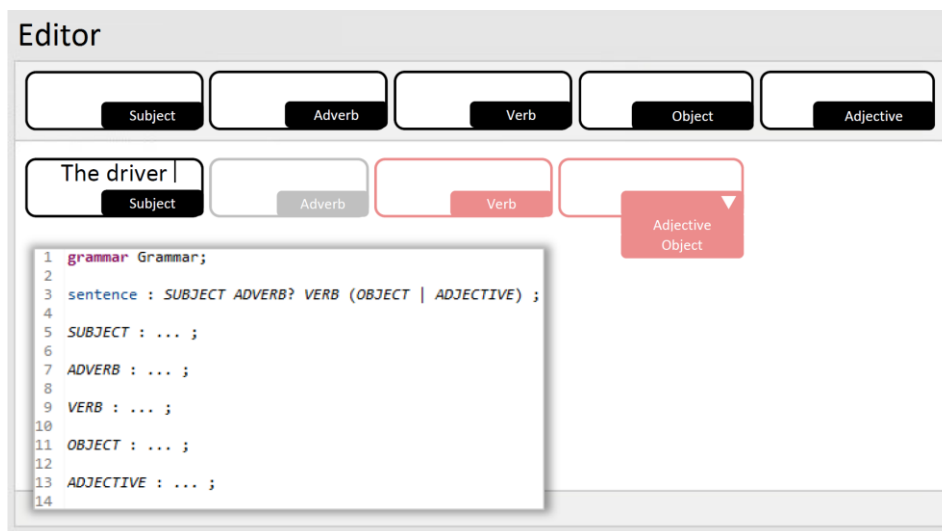 Editor
Subject Adverb Verb Object Adjective
The driver
Subject Adverb Verb
Adjective
Object
1 grammar Grammar;
2
3 sentence : SUBJECT ADVERB? VERB (OBJECT | ADJECTIVE) ;
4
5 SUBJECT : ... ;
6
7 ADVERB : ... ;
8
9 VERB : ... ;
10
11 OBJECT : ... ;
12
13 ADJECTIVE : ... ;
14